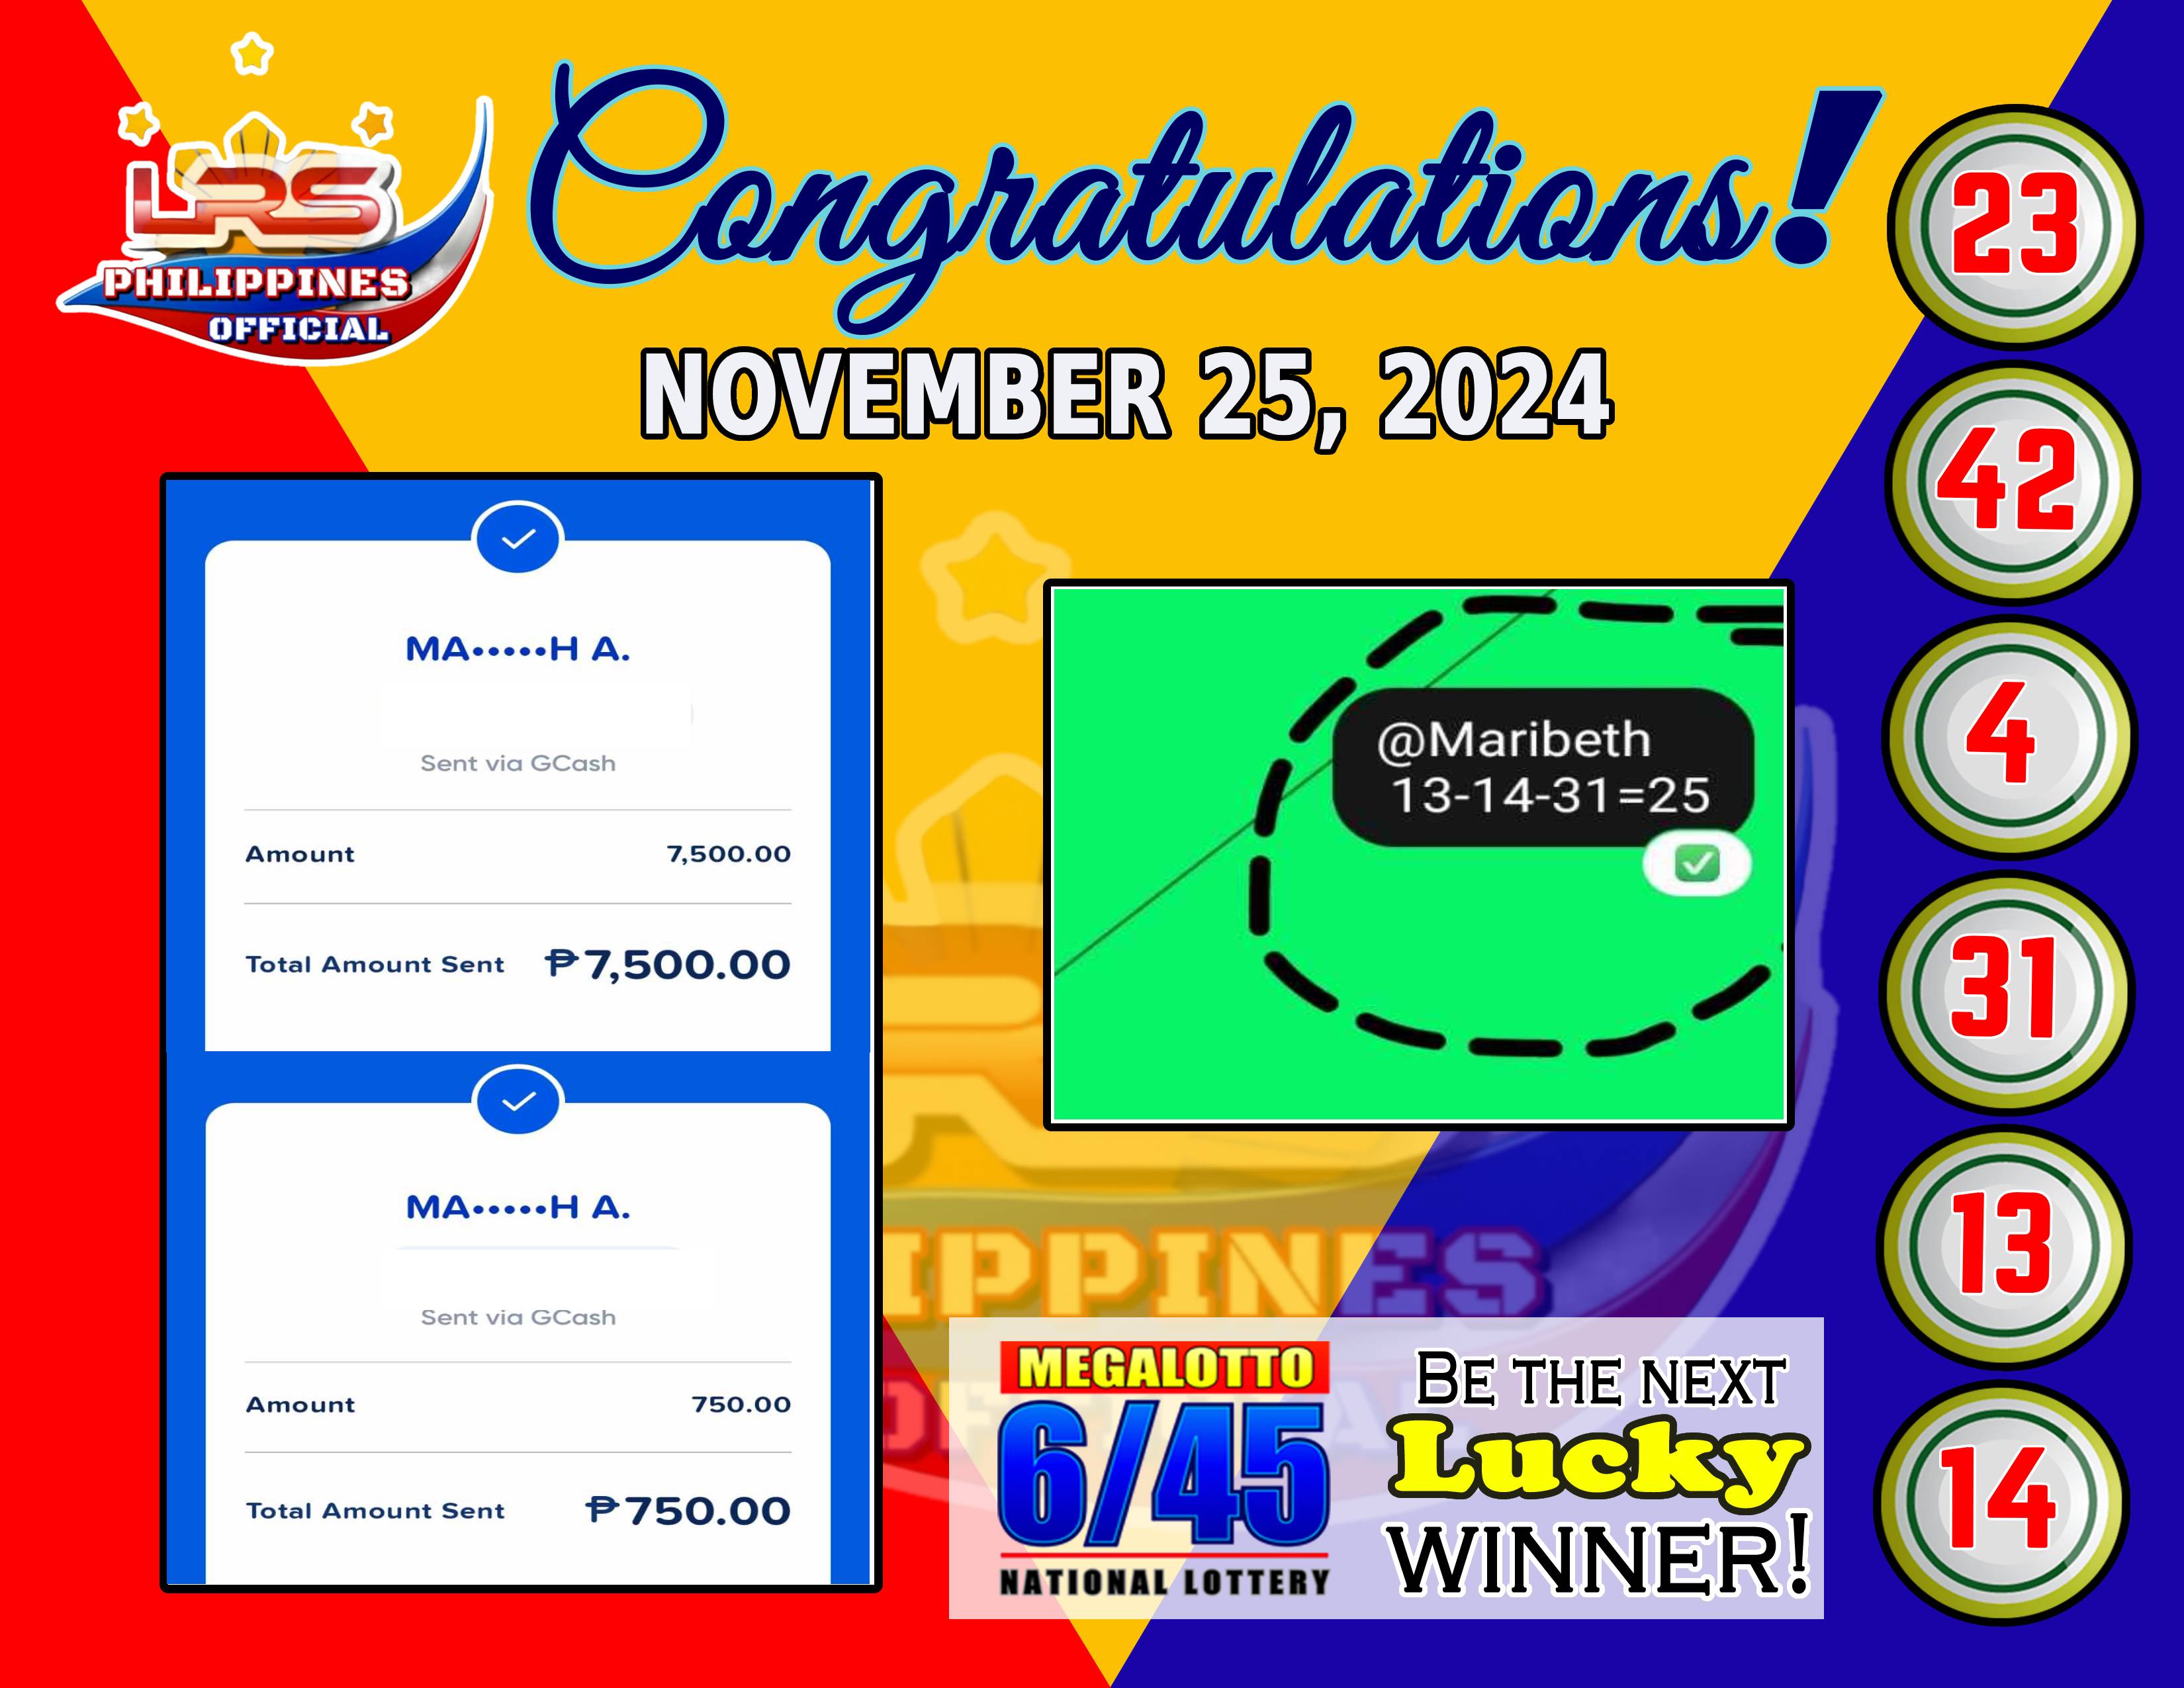 LRS
PHILIPPINES
OFFICIAL
Congratulations!
NOVEMBER 25, 2024
MA•••••H A.
Sent via GCash
Amount 7,500.00
Total Amount Sent ₱7,500.00
MA•••••H A.
Sent via GCash
Amount 750.00
Total Amount Sent ₱750.00
@Maribeth
13-14-31=25
MEGALOTTO
6/45
NATIONAL LOTTERY
BE THE NEXT
Lucky
WINNER!
23
42
4
31
13
14